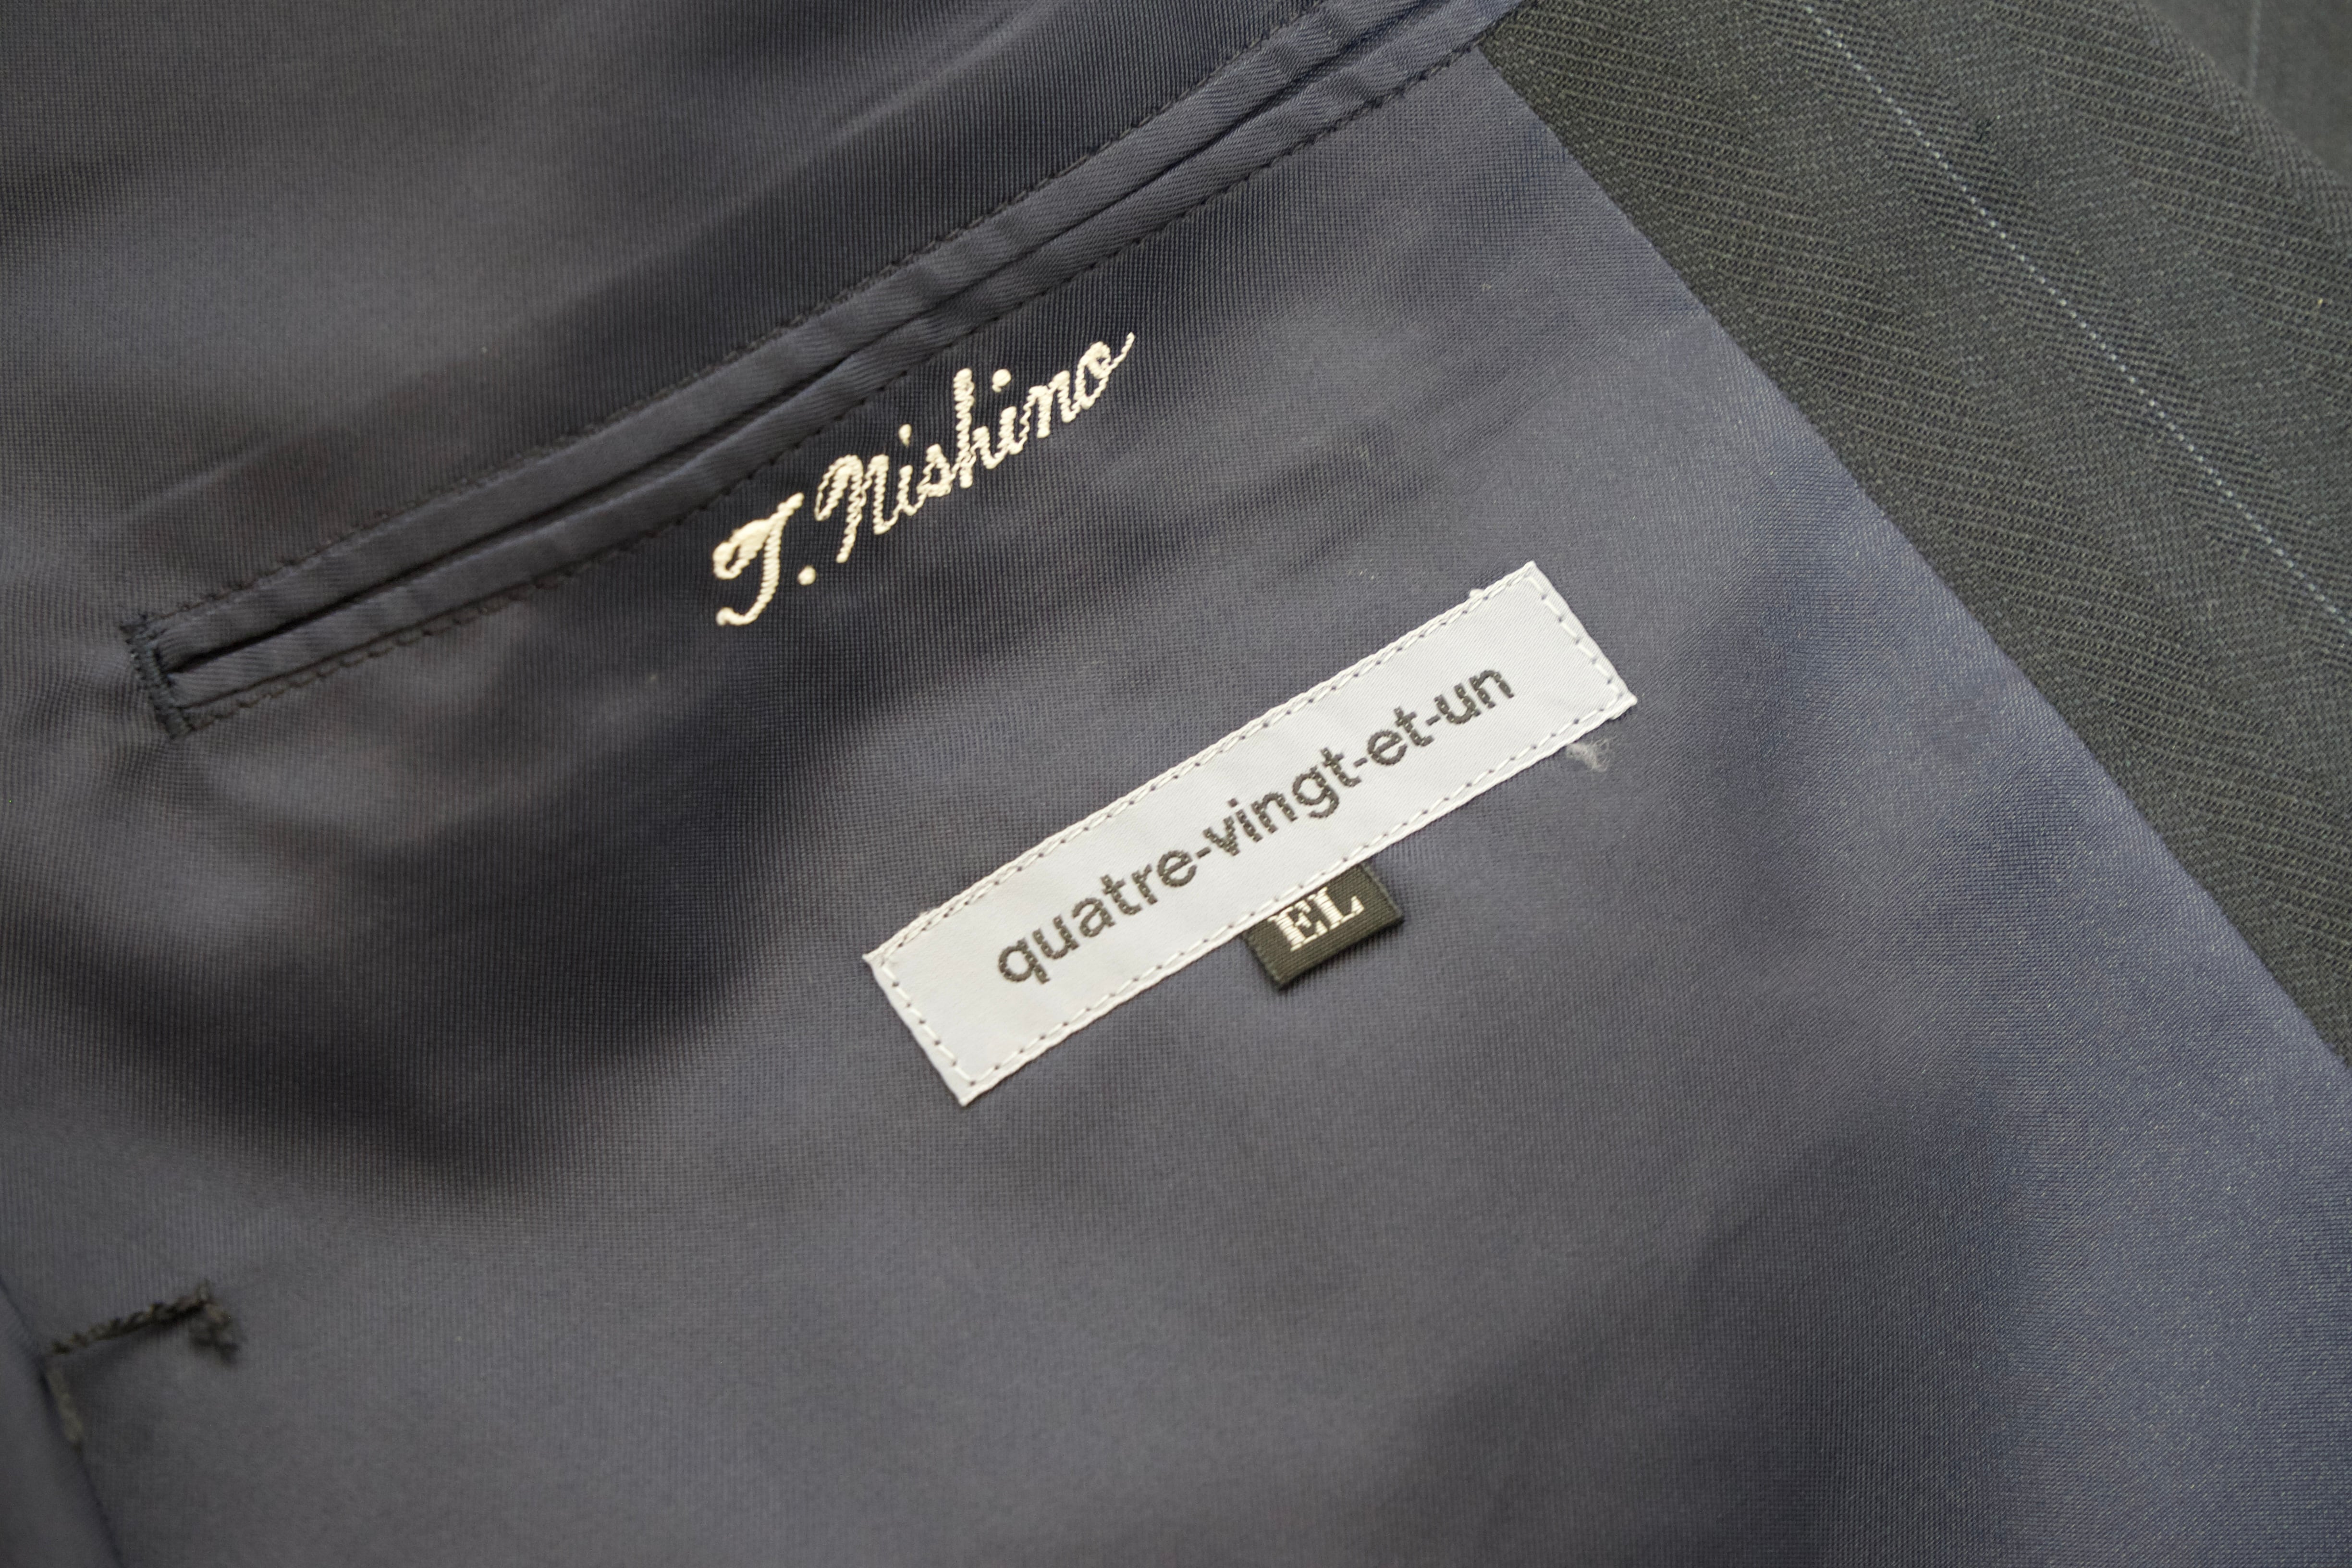 T. Nishino
quatre-vingt-et-un
EL